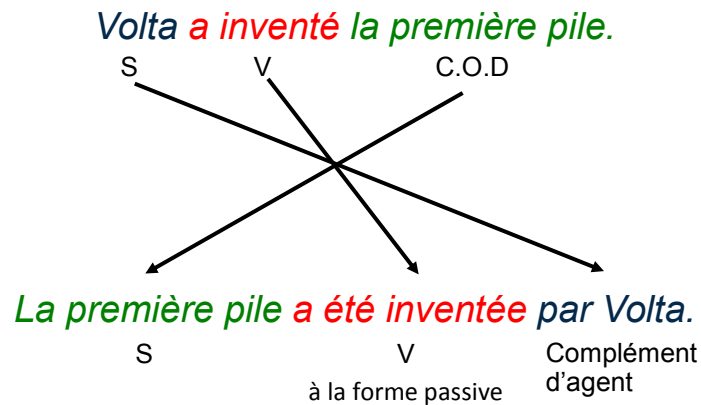 Volta a inventé la première pile.
S V C.O.D
La première pile a été inventée par Volta.
S V Complément
d'agent
à la forme passive